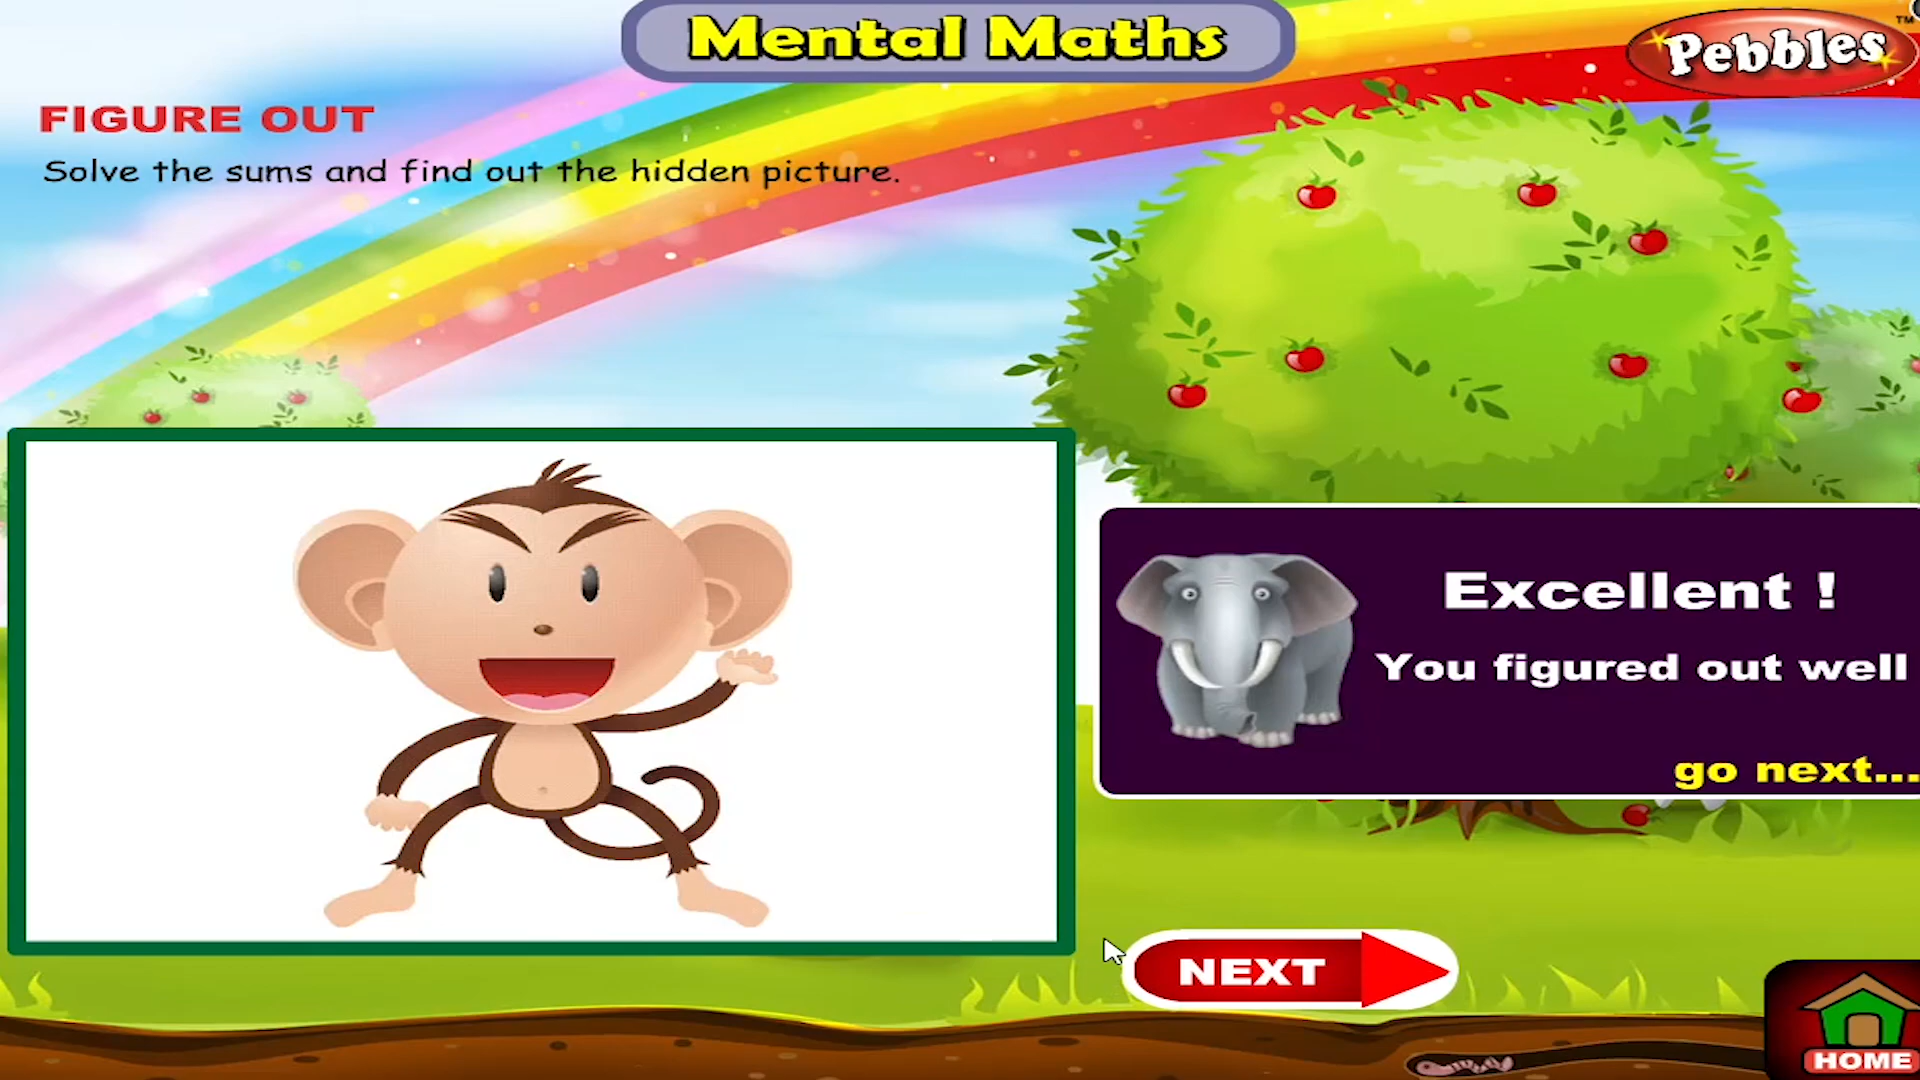 Mental Maths
Pebbles™
FIGURE OUT
Solve the sums and find out the hidden picture.
Excellent !
You figured out well
go next...
NEXT
HOME